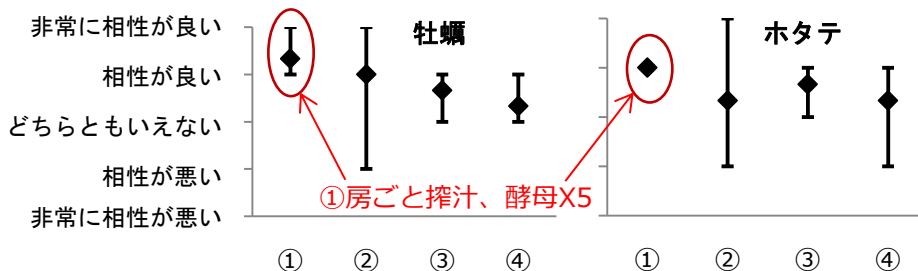 牡蠣
ホタテ
非常に相性が良い
相性が良い
どちらともいえない
相性が悪い
非常に相性が悪い
①房ごと搾汁、酵母X5
① ② ③ ④
① ② ③ ④